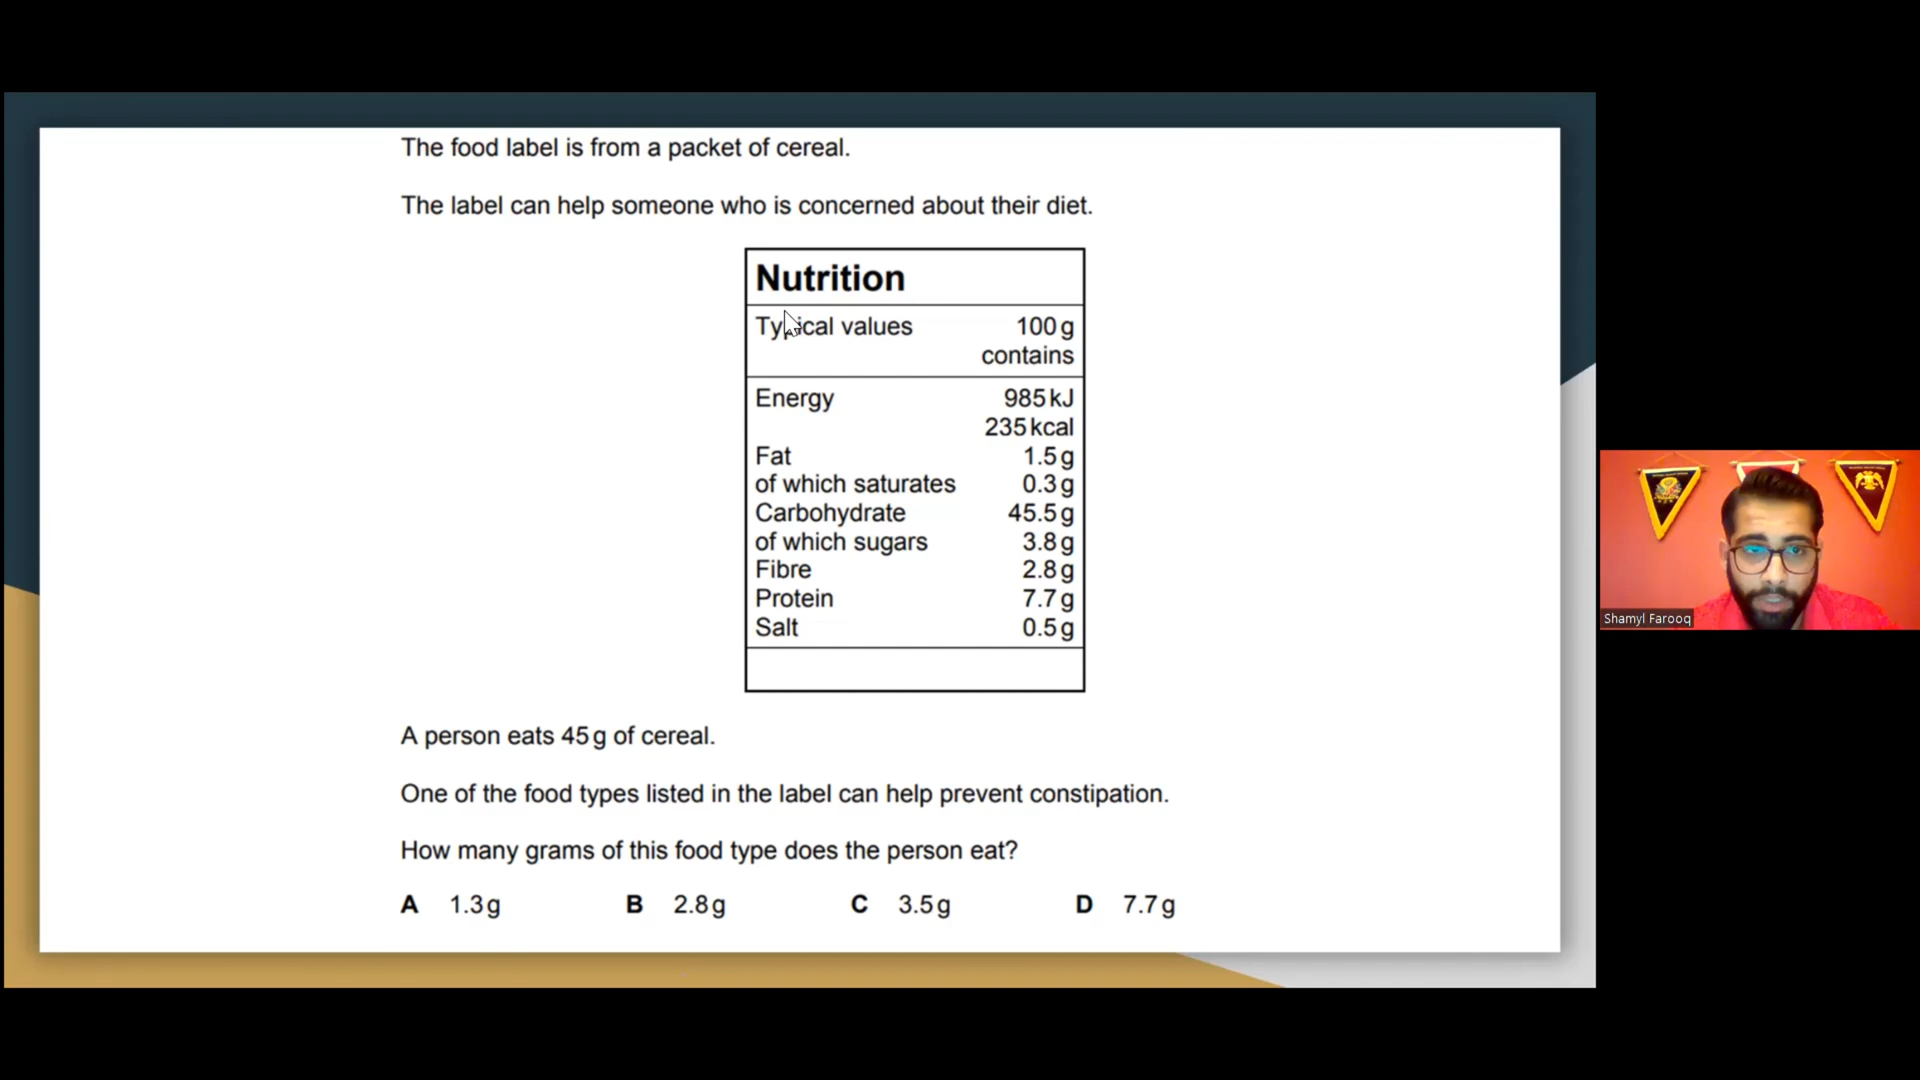 The food label is from a packet of cereal.
The label can help someone who is concerned about their diet.
Nutrition
Typical values 100 g
contains
Energy 985 kJ
235 kcal
Fat 1.5 g
of which saturates 0.3 g
Carbohydrate 45.5 g
of which sugars 3.8 g
Fibre 2.8 g
Protein 7.7 g
Salt 0.5 g
A person eats 45 g of cereal.
One of the food types listed in the label can help prevent constipation.
How many grams of this food type does the person eat?
A 1.3 g B 2.8 g C 3.5 g D 7.7 g
Shamyl Farooq